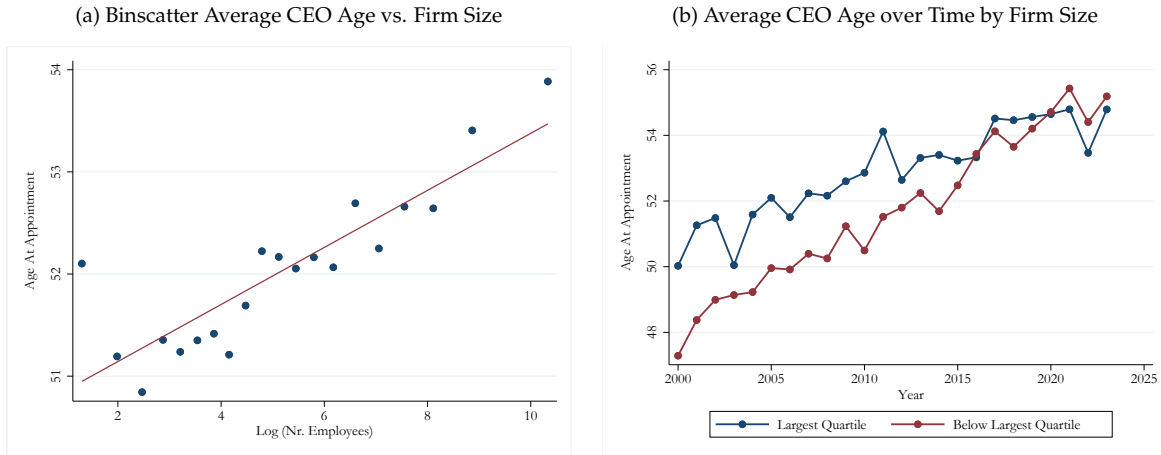 (a) Binscatter Average CEO Age vs. Firm Size
54
53
52
51
Age At Appointment
2 4 6 8 10
Log (Nr. Employees)
(b) Average CEO Age over Time by Firm Size
56
54
52
50
48
Age At Appointment
2000 2005 2010 2015 2020 2025
Year
Largest Quartile Below Largest Quartile